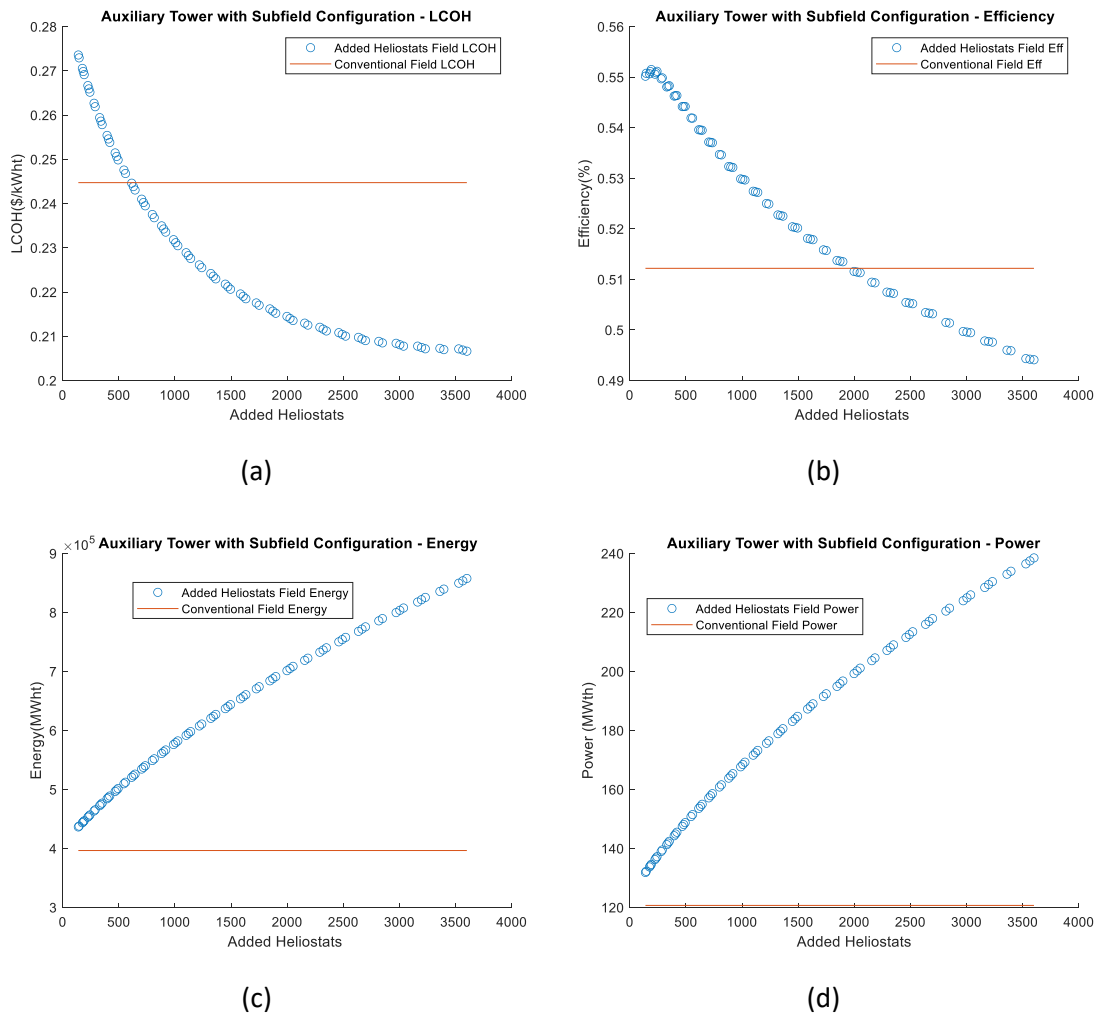 Auxiliary Tower with Subfield Configuration - LCOH
0.28
0.27
0.26
0.25
0.24
0.23
0.22
0.21
0.2
LCOH($/kWht)
Added Heliostats Field LCOH
Conventional Field LCOH
0 500 1000 1500 2000 2500 3000 3500 4000
Added Heliostats
(a)
Auxiliary Tower with Subfield Configuration - Efficiency
0.56
0.55
0.54
0.53
0.52
0.51
0.5
0.49
Efficiency(%)
Added Heliostats Field Eff
Conventional Field Eff
0 500 1000 1500 2000 2500 3000 3500 4000
Added Heliostats
(b)
Auxiliary Tower with Subfield Configuration - Energy
×10⁵
9
8
7
6
5
4
3
Energy(MWht)
Added Heliostats Field Energy
Conventional Field Energy
0 500 1000 1500 2000 2500 3000 3500 4000
Added Heliostats
(c)
Auxiliary Tower with Subfield Configuration - Power
240
220
200
180
160
140
120
Power (MWth)
Added Heliostats Field Power
Conventional Field Power
0 500 1000 1500 2000 2500 3000 3500 4000
Added Heliostats
(d)